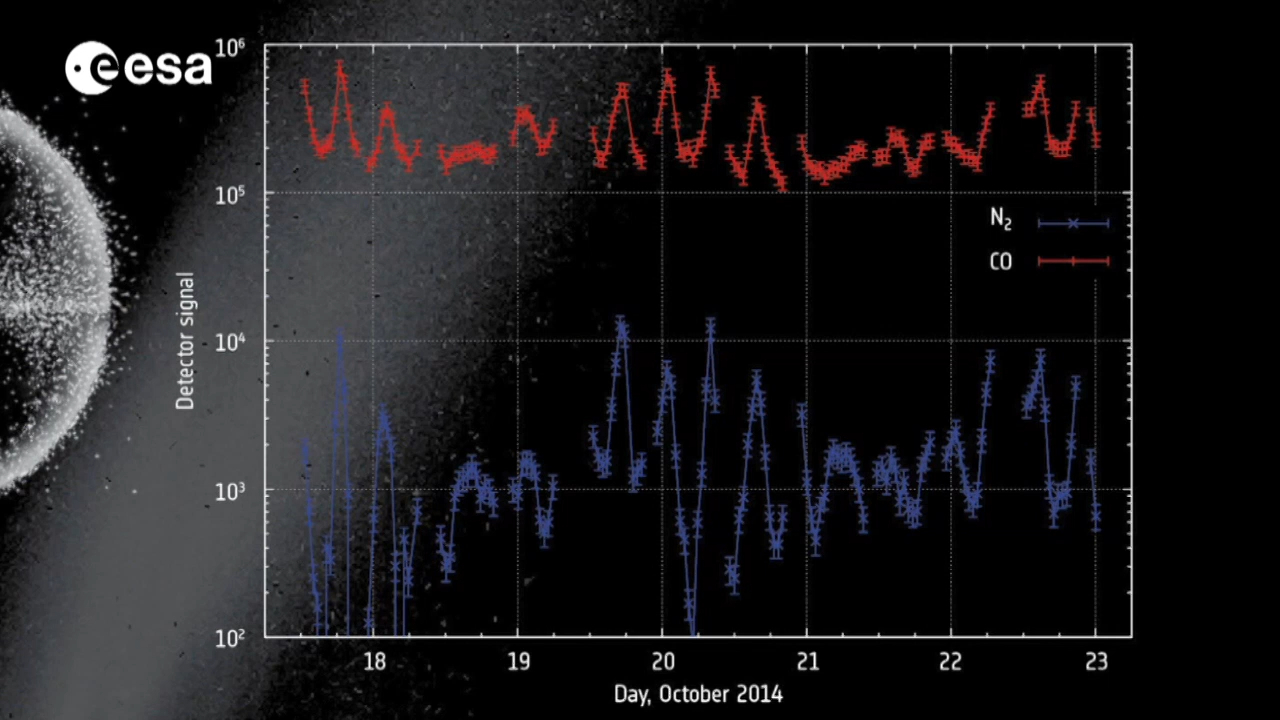 esa
10⁶
10⁵
N₂
CO
Detector signal
10⁴
10³
10²
18 19 20 21 22 23
Day, October 2014